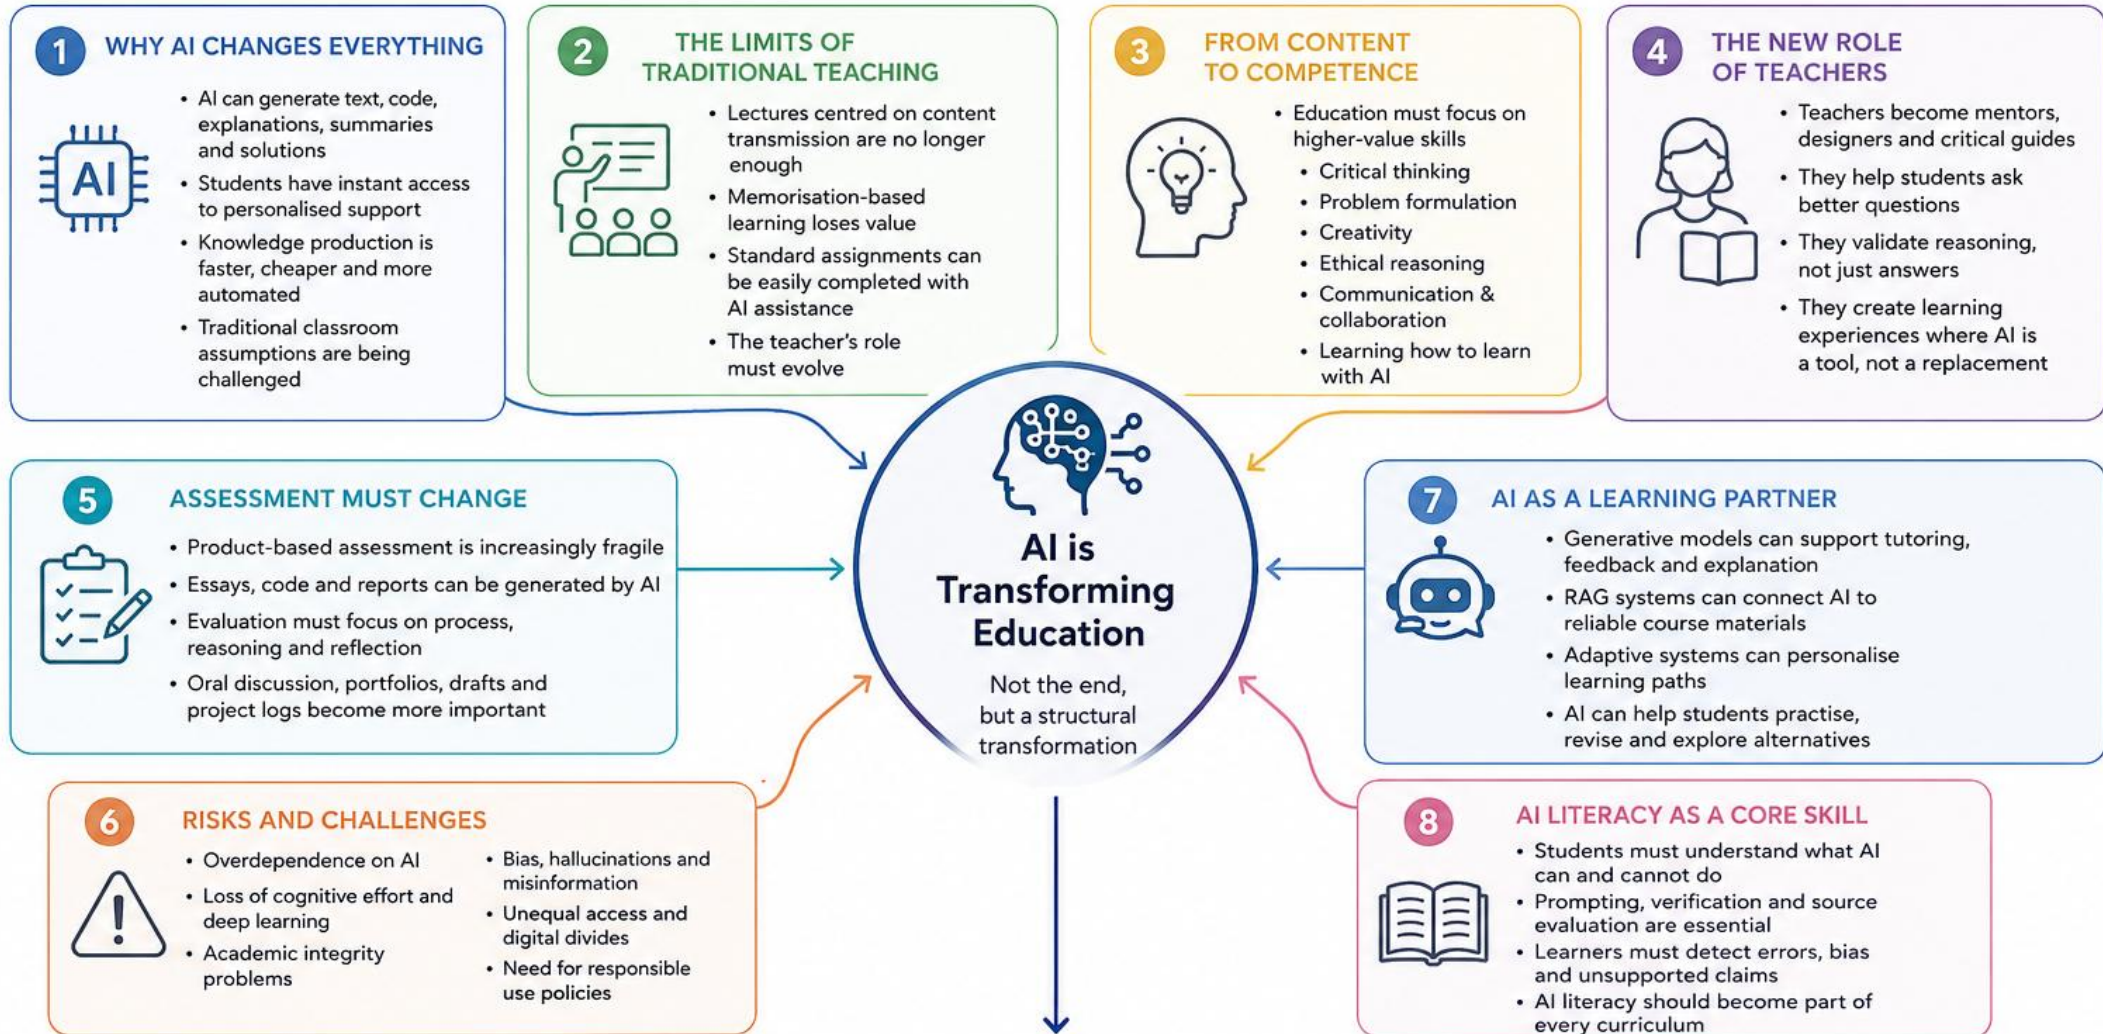 1 WHY AI CHANGES EVERYTHING
AI
• AI can generate text, code,
explanations, summaries
and solutions
• Students have instant access
to personalised support
• Knowledge production is
faster, cheaper and more
automated
• Traditional classroom
assumptions are being
challenged
2 THE LIMITS OF
TRADITIONAL TEACHING
• Lectures centred on content
transmission are no longer
enough
• Memorisation-based
learning loses value
• Standard assignments can
be easily completed with
AI assistance
• The teacher's role
must evolve
3 FROM CONTENT
TO COMPETENCE
• Education must focus on
higher-value skills
• Critical thinking
• Problem formulation
• Creativity
• Ethical reasoning
• Communication &
collaboration
• Learning how to learn
with AI
4 THE NEW ROLE
OF TEACHERS
• Teachers become mentors,
designers and critical guides
• They help students ask
better questions
• They validate reasoning,
not just answers
• They create learning
experiences where AI is
a tool, not a replacement
AI is
Transforming
Education
Not the end,
but a structural
transformation
5 ASSESSMENT MUST CHANGE
• Product-based assessment is increasingly fragile
• Essays, code and reports can be generated by AI
• Evaluation must focus on process,
reasoning and reflection
• Oral discussion, portfolios, drafts and
project logs become more important
6 RISKS AND CHALLENGES
• Overdependence on AI
• Loss of cognitive effort and
deep learning
• Academic integrity
problems
• Bias, hallucinations and
misinformation
• Unequal access and
digital divides
• Need for responsible
use policies
7 AI AS A LEARNING PARTNER
• Generative models can support tutoring,
feedback and explanation
• RAG systems can connect AI to
reliable course materials
• Adaptive systems can personalise
learning paths
• AI can help students practise,
revise and explore alternatives
8 AI LITERACY AS A CORE SKILL
• Students must understand what AI
can and cannot do
• Prompting, verification and source
evaluation are essential
• Learners must detect errors, bias
and unsupported claims
• AI literacy should become part of
every curriculum